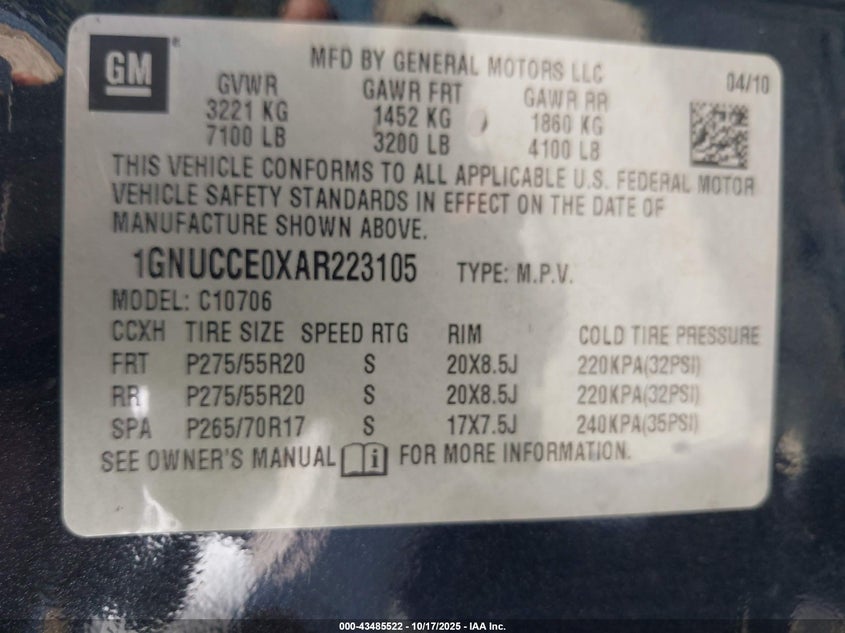 GM
MFD BY GENERAL MOTORS LLC
04/10
GVWR GAWR FRT GAWR RR
3221 KG 1452 KG 1860 KG
7100 LB 3200 LB 4100 LB
THIS VEHICLE CONFORMS TO ALL APPLICABLE U.S. FEDERAL MOTOR
VEHICLE SAFETY STANDARDS IN EFFECT ON THE DATE OF
MANUFACTURE SHOWN ABOVE.
1GNUCCE0XAR223105 TYPE: M.P.V.
MODEL: C10706
CCXH TIRE SIZE SPEED RTG RIM COLD TIRE PRESSURE
FRT P275/55R20 S 20X8.5J 220KPA(32PSI)
RR P275/55R20 S 20X8.5J 220KPA(32PSI)
SPA P265/70R17 S 17X7.5J 240KPA(35PSI)
SEE OWNER'S MANUAL i FOR MORE INFORMATION.
000-43485522 - 10/17/2025 - IAA Inc.